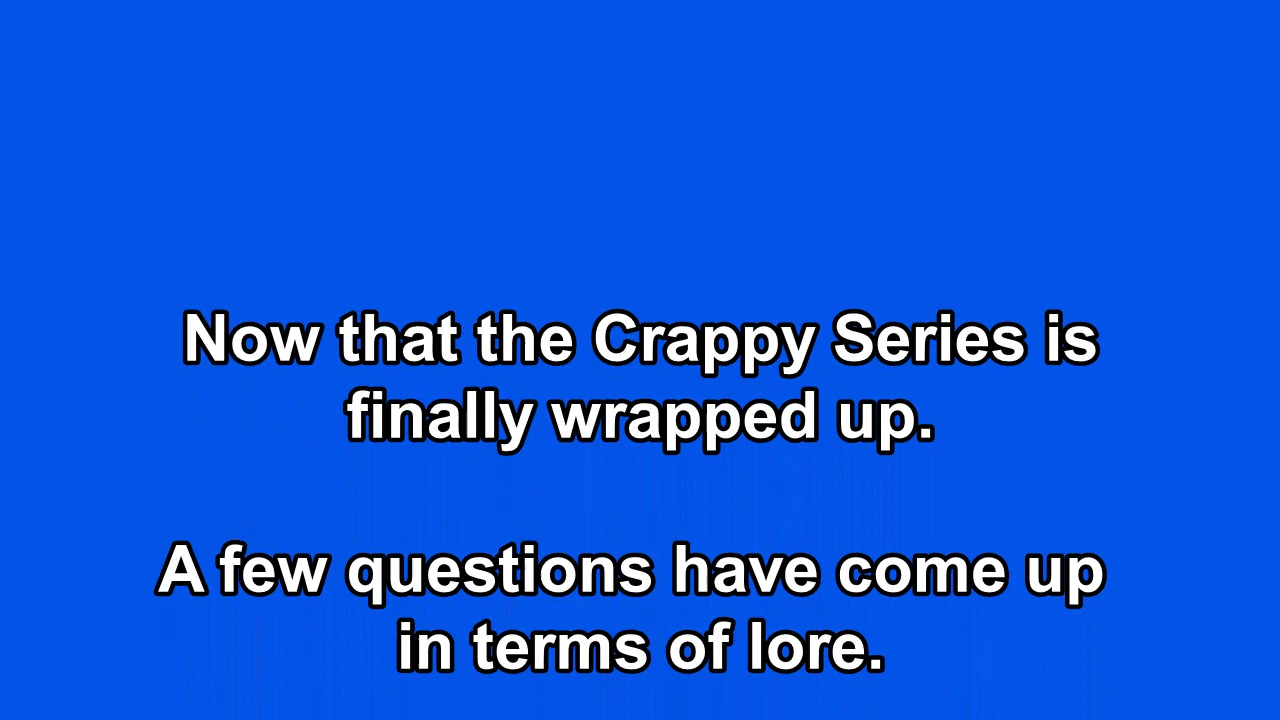 Now that the Crappy Series is
finally wrapped up.
A few questions have come up
in terms of lore.